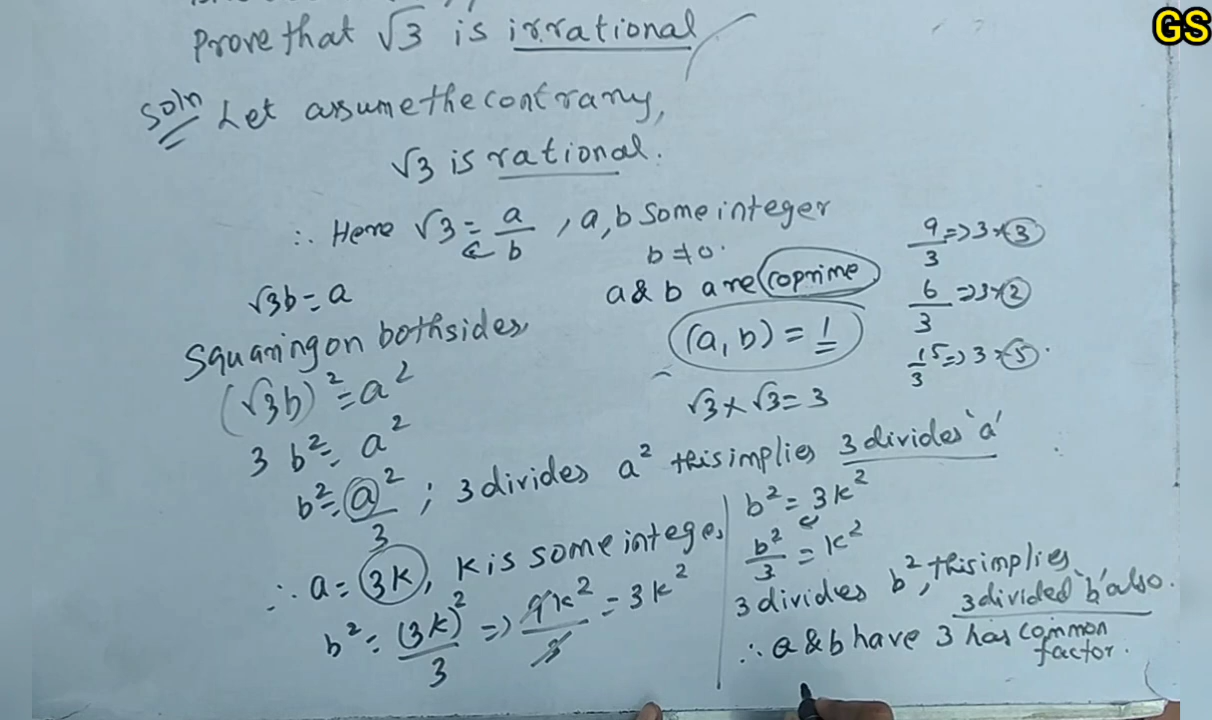 GS
Prove that √3 is irrational
Soln Let assume the contrary,
√3 is rational.
∴ Here √3 = a/b , a, b some integer
b ≠ 0.
√3b = a
a & b are coprime
(a, b) = 1
Squaring on bothsides,
(√3b)² = a²
√3 × √3 = 3
3 b² = a²
b² = a²/3 ; 3 divides a² this implies 3 divides 'a'
∴ a = 3k, k is some integer
b² = (3k)²/3 => 9k²/3 = 3k²
9/3 => 3×3
6/3 => 3×2
15/3 => 3×5.
b² = 3k²
b²/3 = k²
3 divides b², this implies
3 divided 'b' also.
∴ a & b have 3 has common
factor.